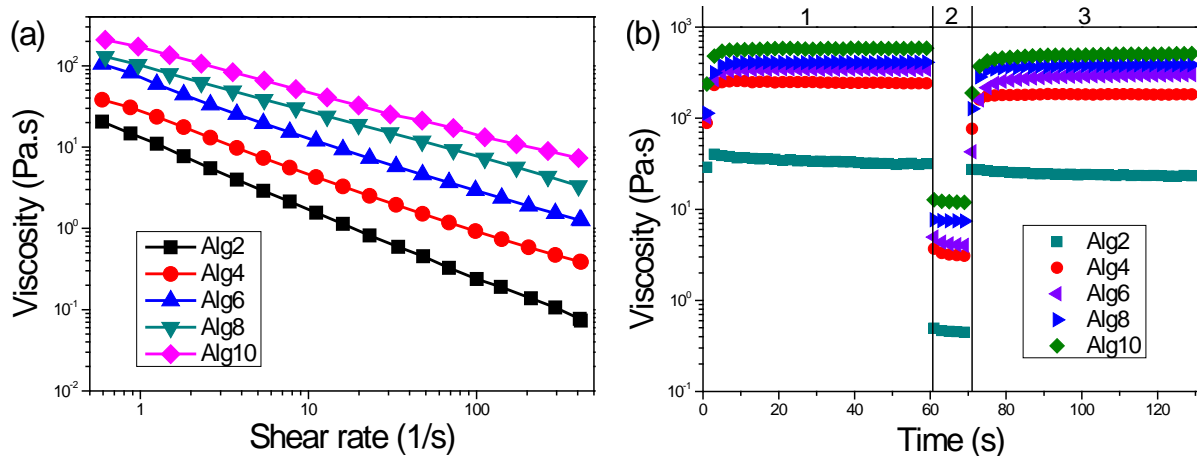 (a)
Viscosity (Pa.s)
10²
10¹
10⁰
10⁻¹
10⁻²
Alg2
Alg4
Alg6
Alg8
Alg10
1
10
100
Shear rate (1/s)
(b)
1
2
3
Viscosity (Pa·s)
10³
10²
10¹
10⁰
10⁻¹
Alg2
Alg4
Alg6
Alg8
Alg10
0
20
40
60
80
100
120
Time (s)